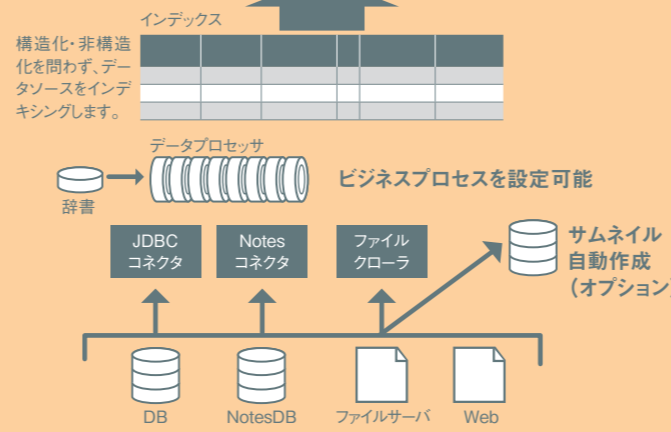 インデックス
構造化・非構造
化を問わず、デー
タソースをインデ
キシングします。
データプロセッサ
ビジネスプロセスを設定可能
辞書
JDBC
コネクタ
Notes
コネクタ
ファイル
クローラ
サムネイル
自動作成
(オプション)
DB
NotesDB
ファイルサーバ
Web